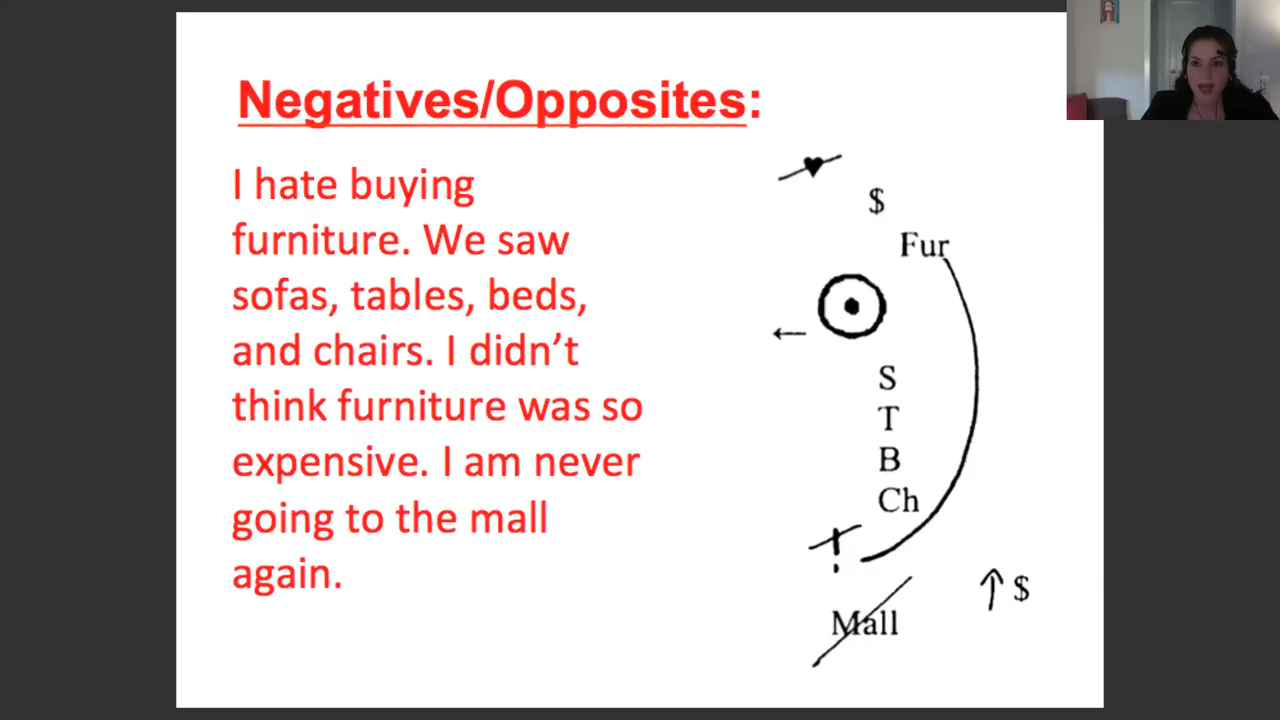 Negatives/Opposites:
I hate buying
furniture. We saw
sofas, tables, beds,
and chairs. I didn’t
think furniture was so
expensive. I am never
going to the mall
again.
$
Fur
←
S
T
B
Ch
!
↑ $
Mall